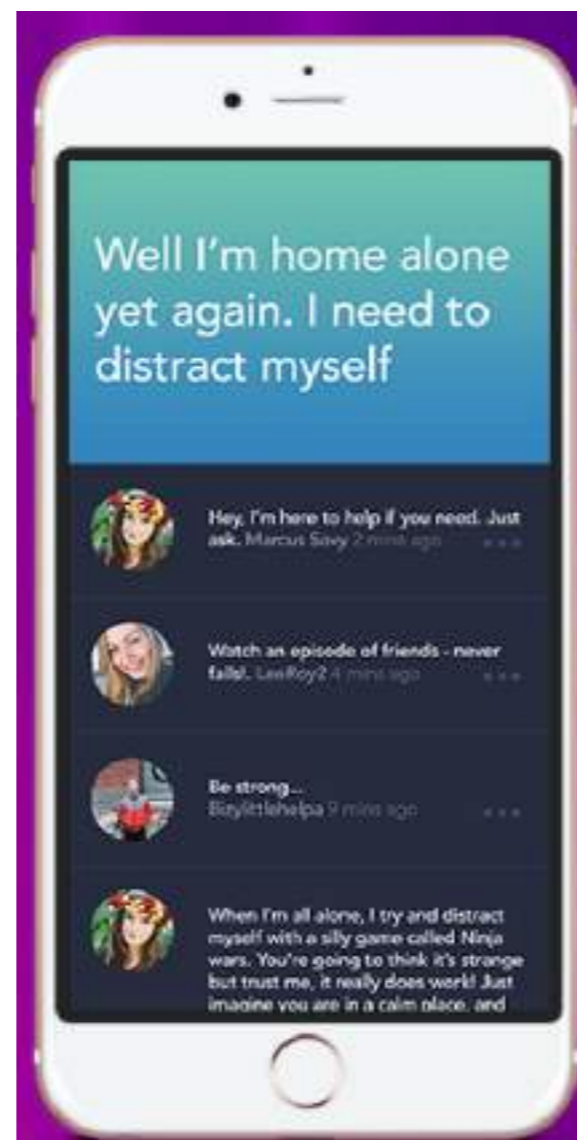 Well I'm home alone
yet again. I need to
distract myself
Hey, I'm here to help if you need. Just
ask. Marcus Savy 2 mins ago
Watch an episode of friends - never
fails!. LeeRoy2 4 mins ago
Be strong...
Bizylittlehelpa 9 mins ago
When I'm all alone, I try and distract
myself with a silly game called Ninja
wars. You're going to think it's strange
but trust me, it really does work! Just
imagine you are in a calm place, and